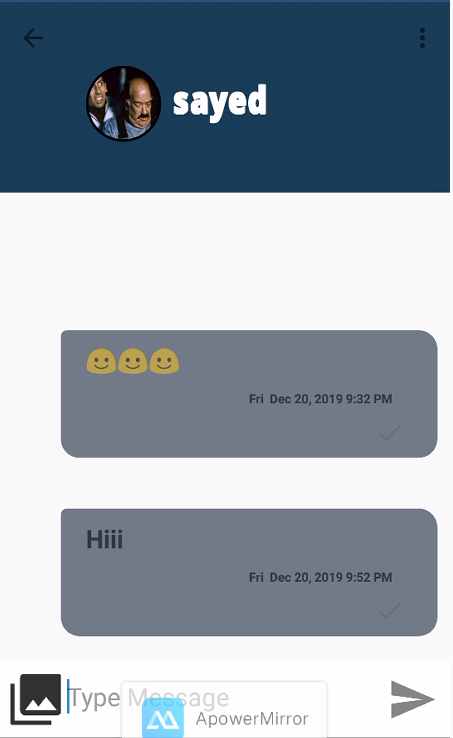 sayed
Fri Dec 20, 2019 9:32 PM
Hiii
Fri Dec 20, 2019 9:52 PM
Type Message
ApowerMirror